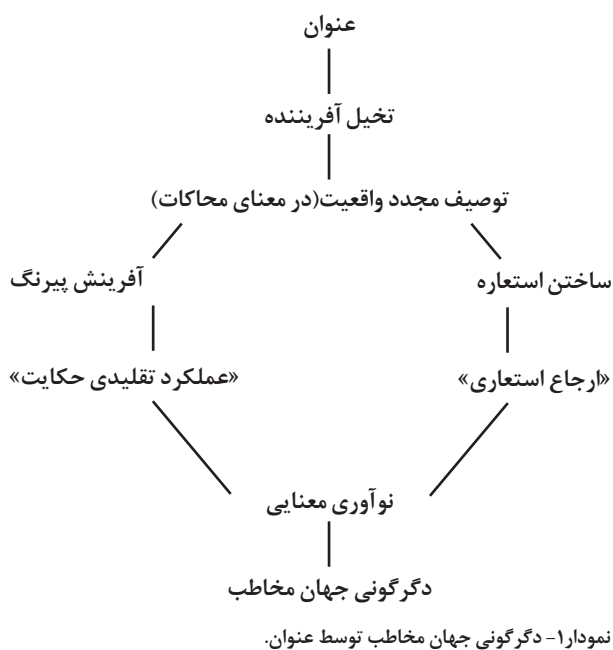 عنوان
تخیل آفریننده
توصیف مجدد واقعیت(در معنای محاکات)
ساختن استعاره
آفرینش پیرنگ
«ارجاع استعاری»
«عملکرد تقلیدی حکایت»
نوآوری معنایی
دگرگونی جهان مخاطب
نمودار۱- دگرگونی جهان مخاطب توسط عنوان.